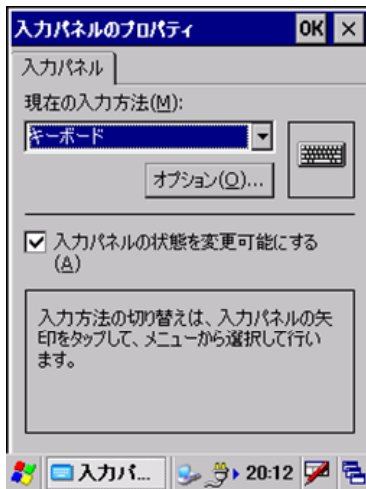 入力パネルのプロパティ OK ×
入力パネル
現在の入力方法(M):
キーボード
オプション(O)...
入力パネルの状態を変更可能にする
(A)
入力方法の切り替えは、入力パネルの矢
印をタップして、メニューから選択して行い
ます。
入力パ... 20:12